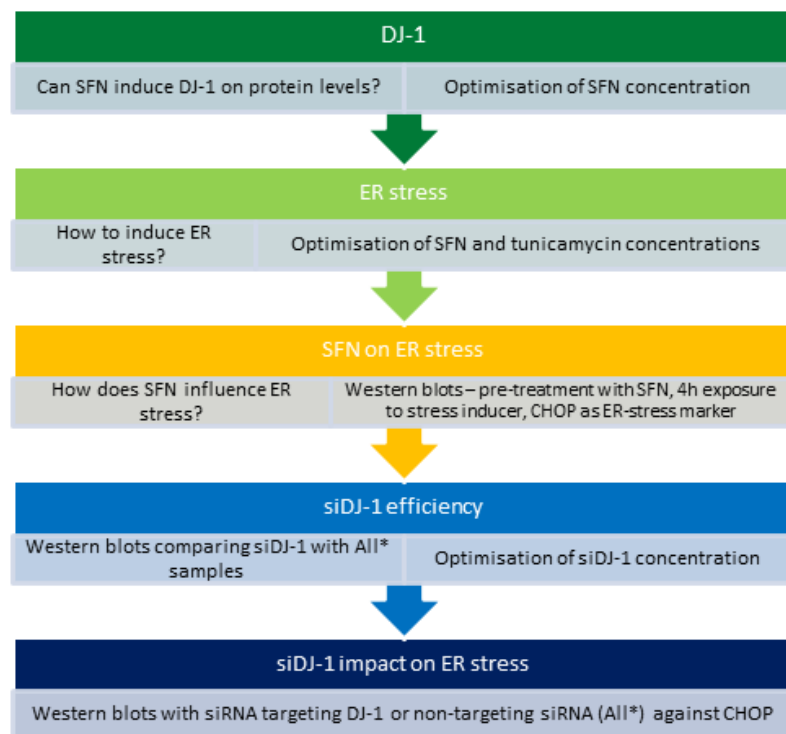 DJ-1
Can SFN induce DJ-1 on protein levels?
Optimisation of SFN concentration
ER stress
How to induce ER
stress?
Optimisation of SFN and tunicamycin concentrations
SFN on ER stress
How does SFN influence ER
stress?
Western blots – pre-treatment with SFN, 4h exposure
to stress inducer, CHOP as ER-stress marker
siDJ-1 efficiency
Western blots comparing siDJ-1 with All*
samples
Optimisation of siDJ-1 concentration
siDJ-1 impact on ER stress
Western blots with siRNA targeting DJ-1 or non-targeting siRNA (All*) against CHOP